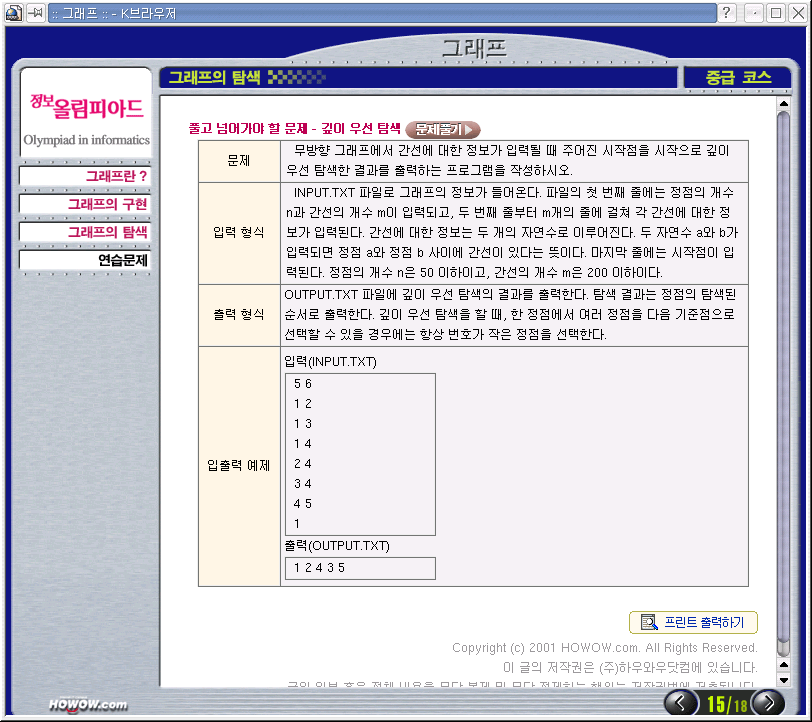 :: 그래프 :: - K브라우저
그래프
그래프의 탐색
중급 코스
정보올림피아드
Olympiad in informatics
그래프란 ?
그래프의 구현
그래프의 탐색
연습문제
풀고 넘어가야 할 문제 - 깊이 우선 탐색 문제풀기
문제
무방향 그래프에서 간선에 대한 정보가 입력될 때 주어진 시작점을 시작으로 깊이
우선 탐색한 결과를 출력하는 프로그램을 작성하시오.
입력 형식
INPUT.TXT 파일로 그래프의 정보가 들어온다. 파일의 첫 번째 줄에는 정점의 개수
n과 간선의 개수 m이 입력되고, 두 번째 줄부터 m개의 줄에 걸쳐 각 간선에 대한 정
보가 입력된다. 간선에 대한 정보는 두 개의 자연수로 이루어진다. 두 자연수 a와 b가
입력되면 정점 a와 정점 b 사이에 간선이 있다는 뜻이다. 마지막 줄에는 시작점이 입
력된다. 정점의 개수 n은 50 이하이고, 간선의 개수 m은 200 이하이다.
출력 형식
OUTPUT.TXT 파일에 깊이 우선 탐색의 결과를 출력한다. 탐색 결과는 정점의 탐색된
순서로 출력한다. 깊이 우선 탐색을 할 때, 한 정점에서 여러 정점을 다음 기준점으로
선택할 수 있을 경우에는 항상 번호가 작은 정점을 선택한다.
입출력 예제
입력(INPUT.TXT)
5 6
1 2
1 3
1 4
2 4
3 4
4 5
1
출력(OUTPUT.TXT)
1 2 4 3 5
프린트 출력하기
Copyright (c) 2001 HOWOW.com. All Rights Reserved.
이 글의 저작권은 (주)하우와우닷컴에 있습니다.
HOWOW.com
15/18